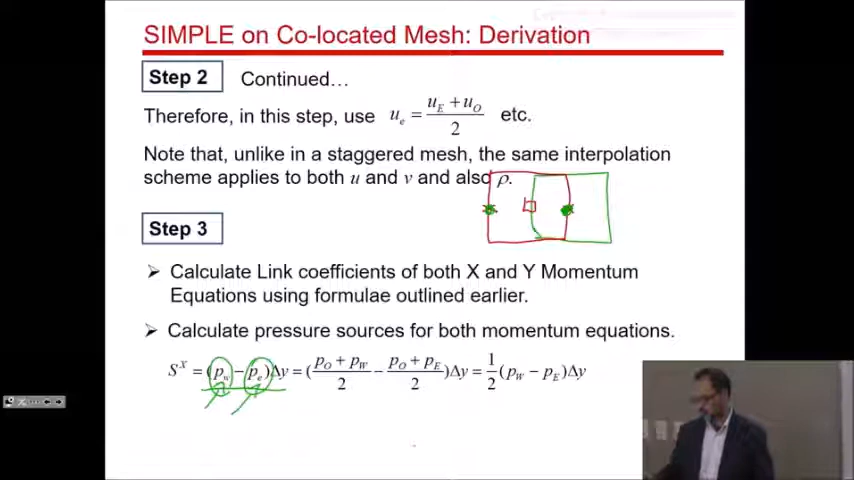 SIMPLE on Co-located Mesh: Derivation
Step 2 Continued…
Therefore, in this step, use u_e = (u_E + u_O)/2 etc.
Note that, unlike in a staggered mesh, the same interpolation
scheme applies to both u and v and also ρ.
Step 3
➢ Calculate Link coefficients of both X and Y Momentum
Equations using formulae outlined earlier.
➢ Calculate pressure sources for both momentum equations.
S^X = (p_w − p_e)Δy = ((p_O + p_W)/2 − (p_O + p_E)/2)Δy = 1/2 (p_W − p_E)Δy